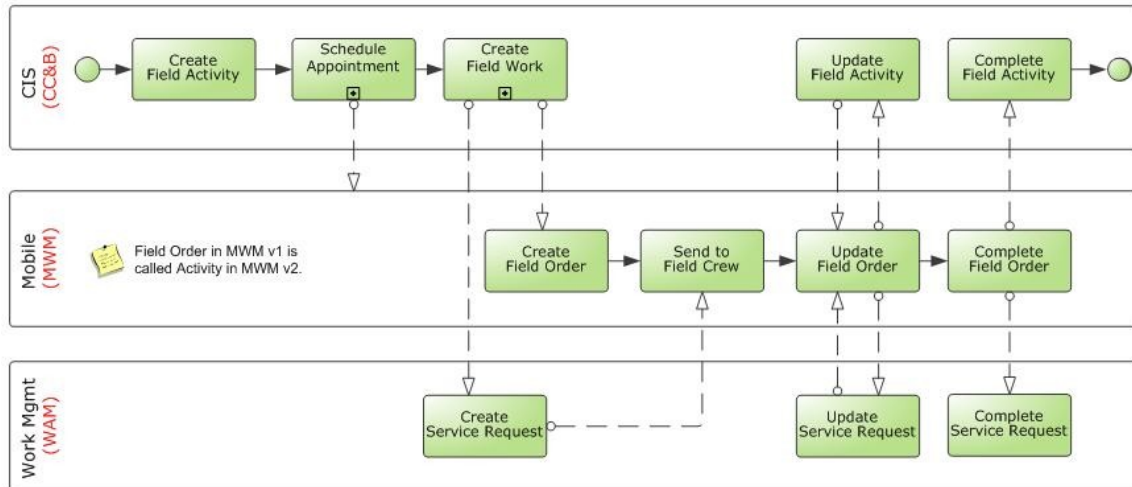 CIS
(CC&B)
Create
Field Activity
Schedule
Appointment
Create
Field Work
Update
Field Activity
Complete
Field Activity
Mobile
(MWM)
Field Order in MWM v1 is
called Activity in MWM v2.
Create
Field Order
Send to
Field Crew
Update
Field Order
Complete
Field Order
Work Mgmt
(WAM)
Create
Service Request
Update
Service Request
Complete
Service Request